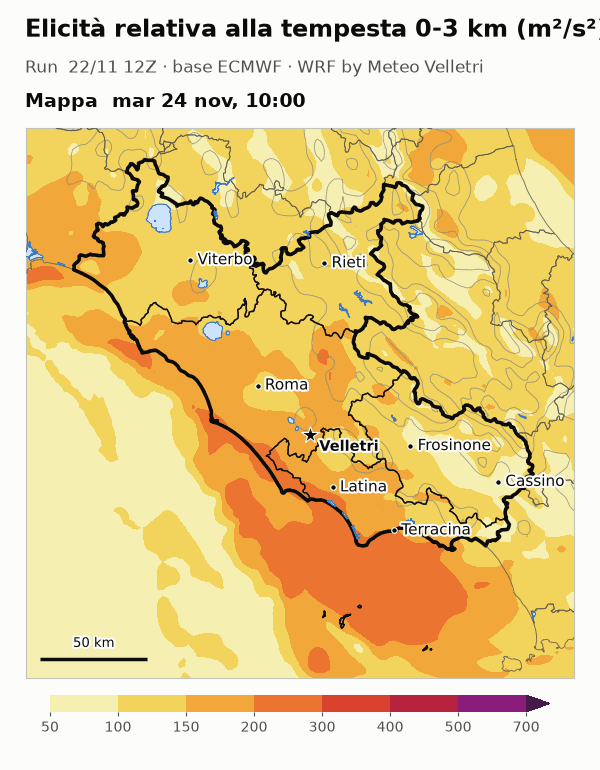 Elicità relativa alla tempesta 0-3 km (m²/s²)
Run 22/11 12Z · base ECMWF · WRF by Meteo Velletri
Mappa mar 24 nov, 10:00
Viterbo
Rieti
Roma
Velletri
Frosinone
Cassino
Latina
Terracina
50 km
50 100 150 200 300 400 500 700